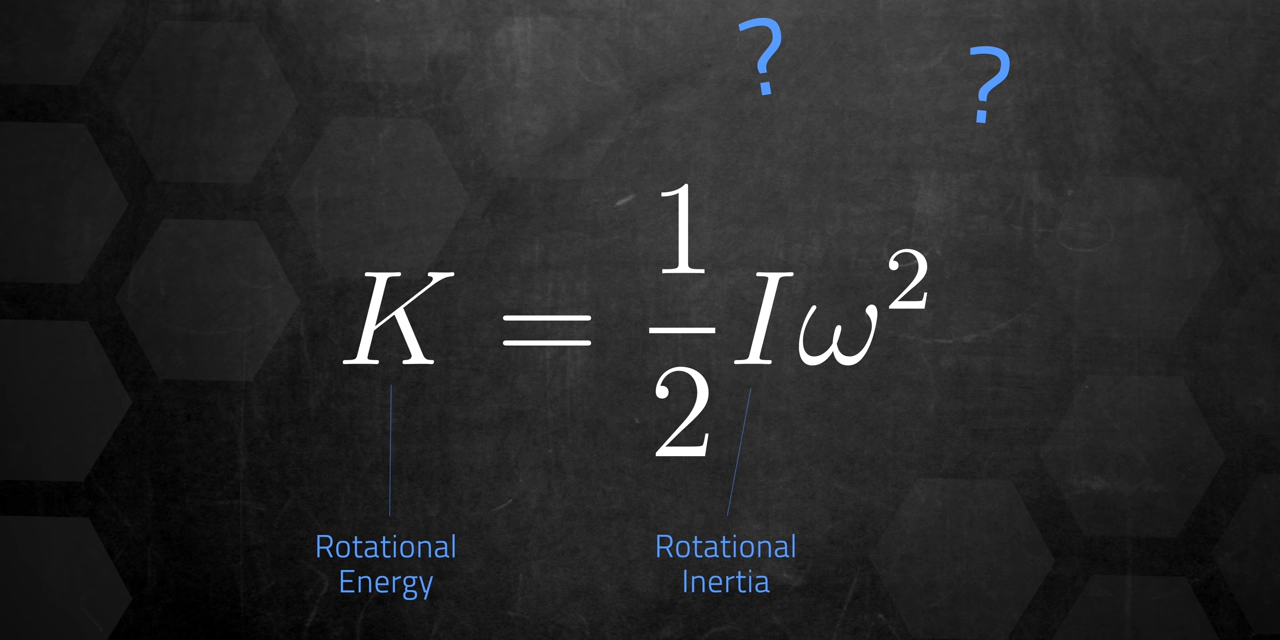 ? ?
K = 1/2 Iω²
Rotational Energy
Rotational Inertia